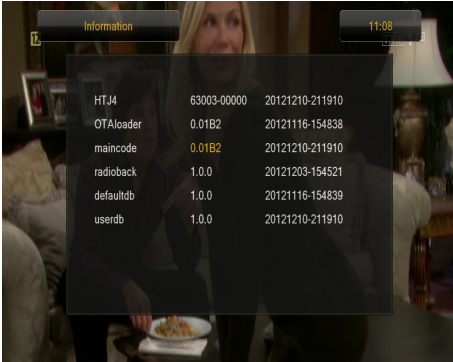 Information 11:08
HTJ4 63003-00000 20121210-211910
OTAloader 0.01B2 20121116-154838
maincode 0.01B2 20121210-211910
radioback 1.0.0 20121203-154521
defaultdb 1.0.0 20121116-154839
userdb 1.0.0 20121210-211910